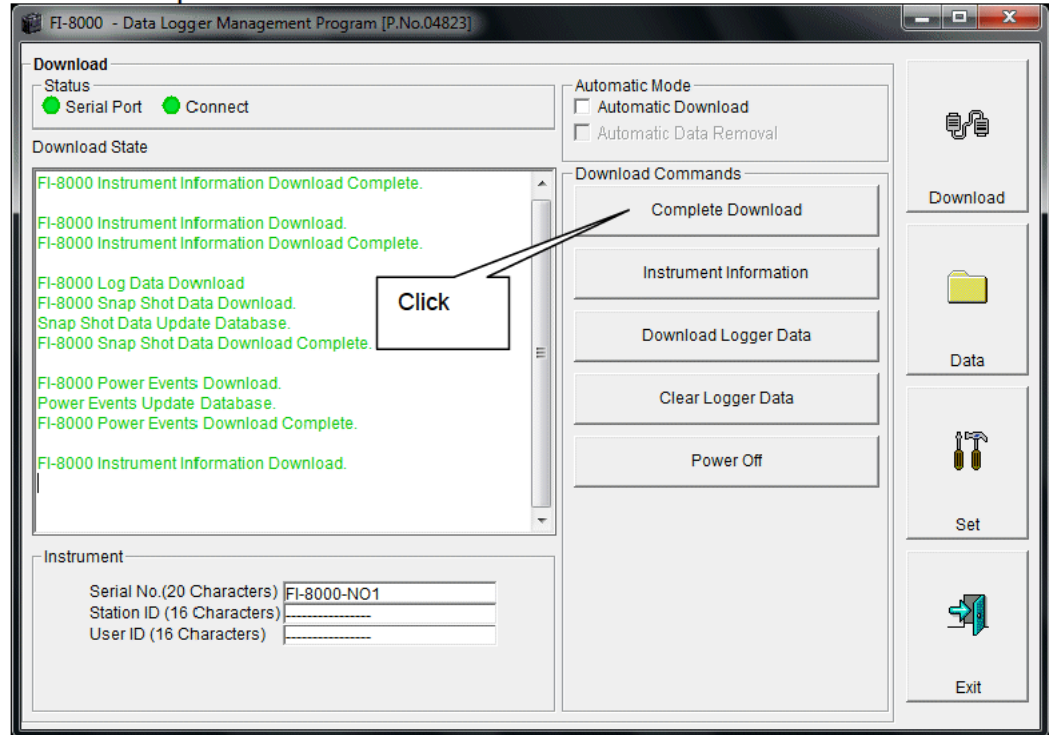 FI-8000 - Data Logger Management Program [P.No.04823]
Download
Status
Serial Port Connect
Download State
FI-8000 Instrument Information Download Complete.
FI-8000 Instrument Information Download.
FI-8000 Instrument Information Download Complete.
FI-8000 Log Data Download
FI-8000 Snap Shot Data Download.
Snap Shot Data Update Database.
FI-8000 Snap Shot Data Download Complete.
FI-8000 Power Events Download.
Power Events Update Database.
FI-8000 Power Events Download Complete.
FI-8000 Instrument Information Download.
Click
Instrument
Serial No.(20 Characters) FI-8000-NO1
Station ID (16 Characters) ----------------
User ID (16 Characters) ----------------
Automatic Mode
Automatic Download
Automatic Data Removal
Download Commands
Complete Download
Instrument Information
Download Logger Data
Clear Logger Data
Power Off
Download
Data
Set
Exit